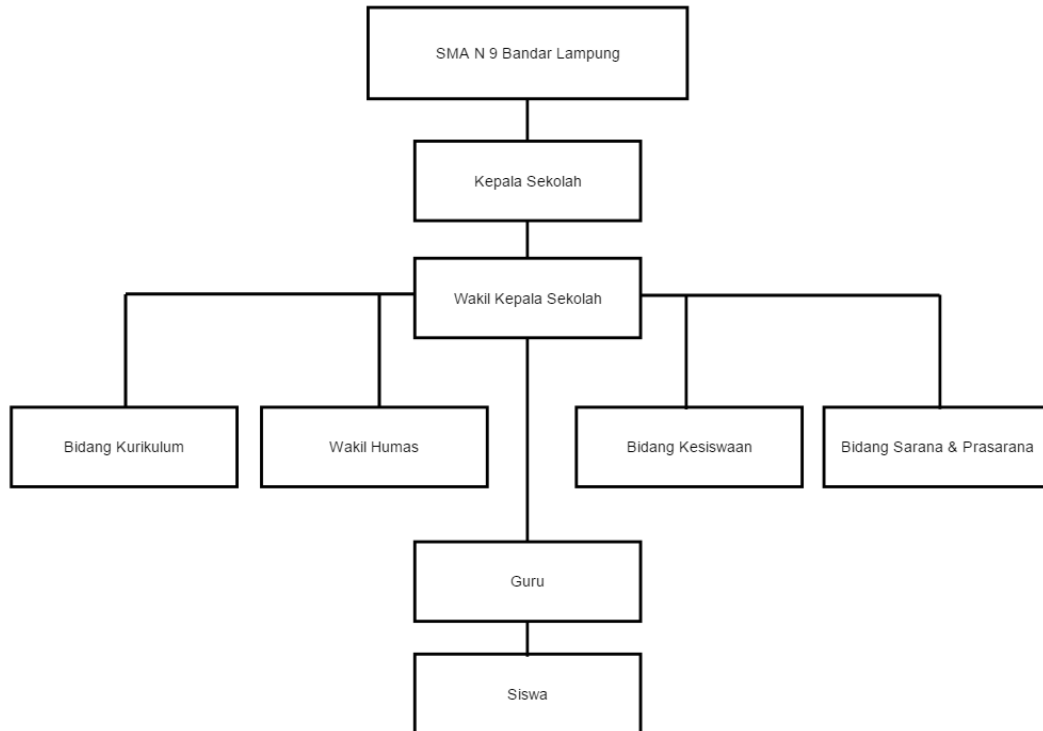 SMA N 9 Bandar Lampung
Kepala Sekolah
Wakil Kepala Sekolah
Bidang Kurikulum
Wakil Humas
Bidang Kesiswaan
Bidang Sarana & Prasarana
Guru
Siswa